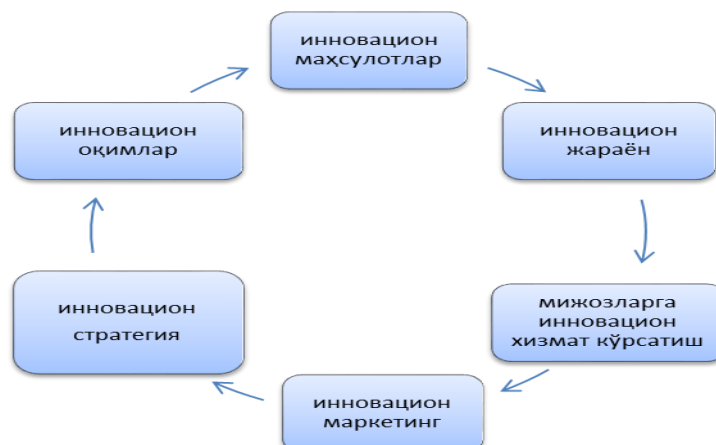 инновацион
маҳсулотлар
инновацион
жараён
мижозларга
инновацион
хизмат кўрсатиш
инновацион
маркетинг
инновацион
стратегия
инновацион
оқимлар